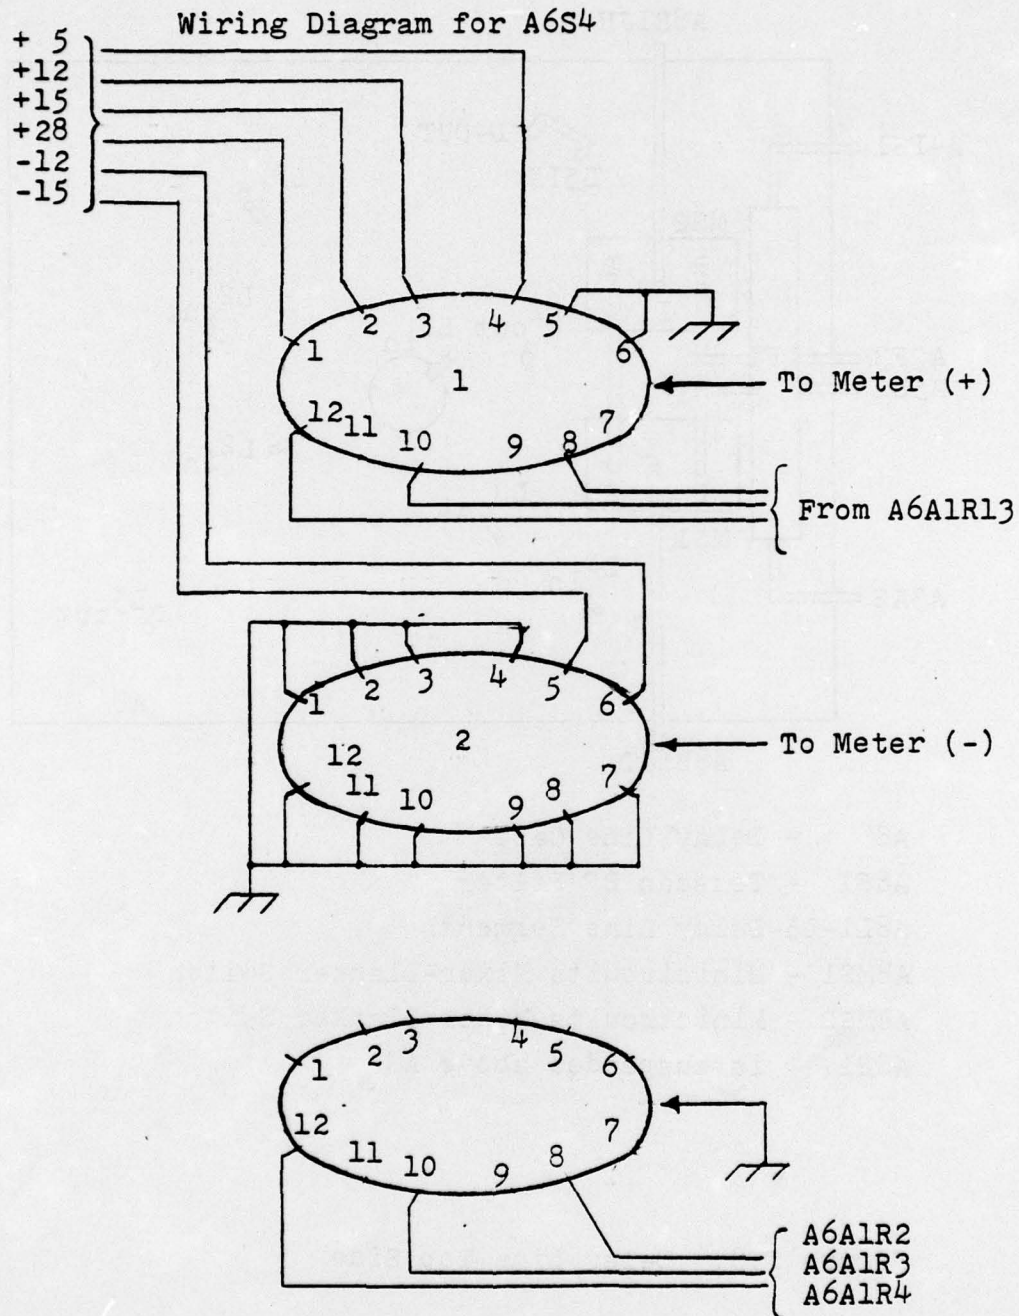 Wiring Diagram for A6S4
+ 5
+12
+15
+28
-12
-15
1 2 3 4 5 6
1
To Meter (+)
12 11 10 9 8 7
From A6A1R13
1 2 3 4 5 6
2
To Meter (-)
12 11 10 9 8 7
1 2 3 4 5 6
12 11 10 9 8 7
A6A1R2
A6A1R3
A6A1R4